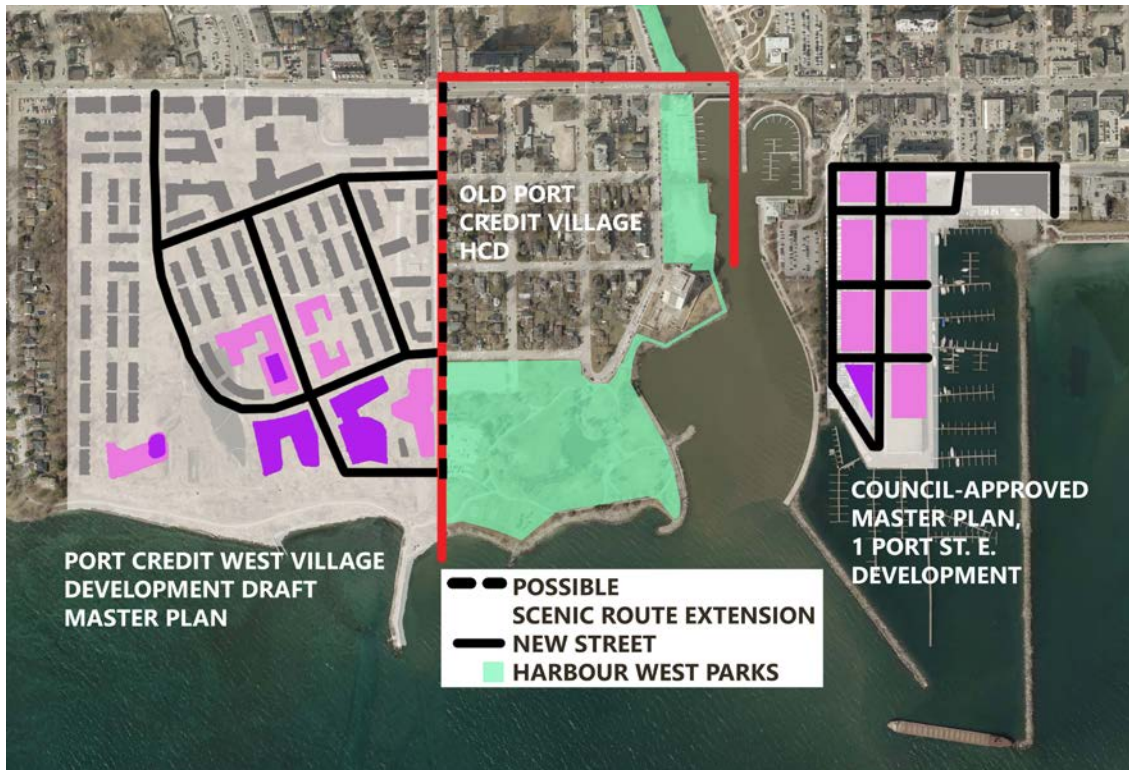 OLD PORT
CREDIT VILLAGE
HCD
PORT CREDIT WEST VILLAGE
DEVELOPMENT DRAFT
MASTER PLAN
COUNCIL-APPROVED
MASTER PLAN,
1 PORT ST. E.
DEVELOPMENT
POSSIBLE
SCENIC ROUTE EXTENSION
NEW STREET
HARBOUR WEST PARKS